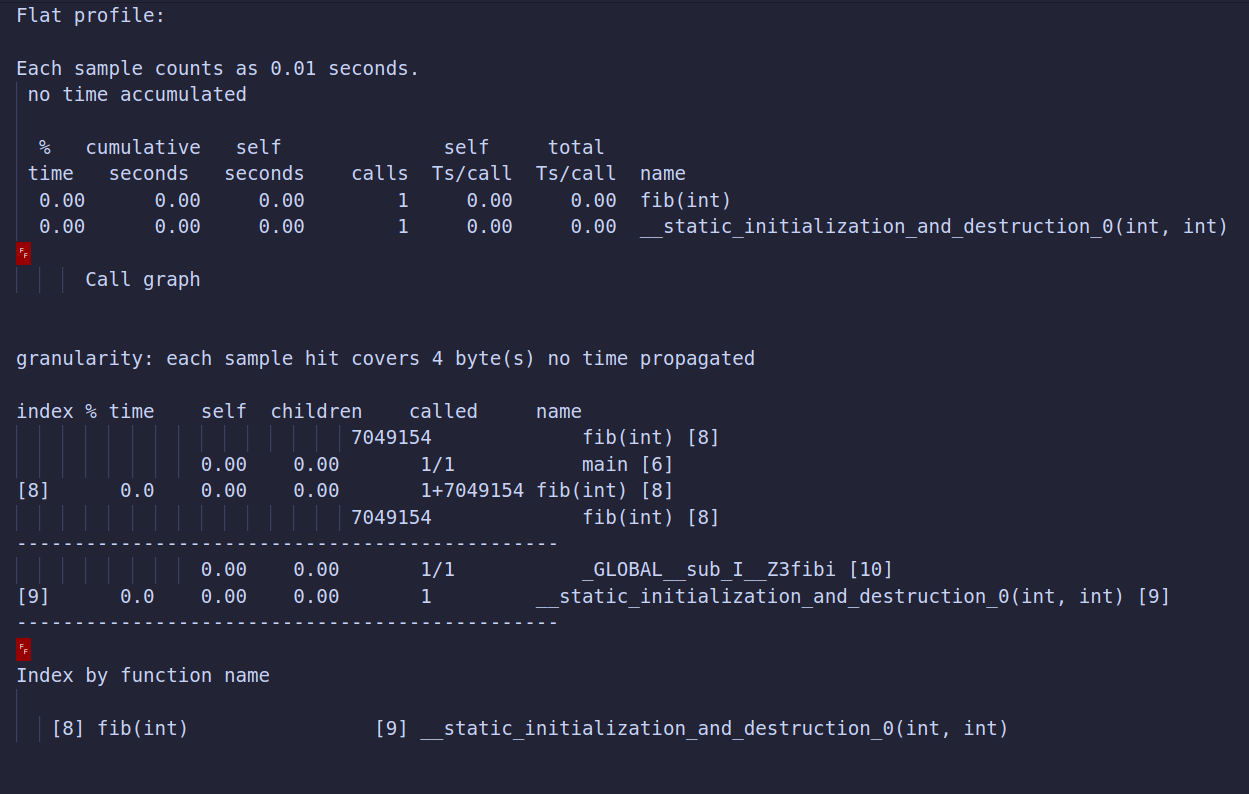 Flat profile:
Each sample counts as 0.01 seconds.
 no time accumulated
  %   cumulative   self              self     total
 time   seconds   seconds    calls  Ts/call  Ts/call  name
  0.00      0.00     0.00        1     0.00     0.00  fib(int)
  0.00      0.00     0.00        1     0.00     0.00  __static_initialization_and_destruction_0(int, int)
FF
      Call graph
granularity: each sample hit covers 4 byte(s) no time propagated
index % time    self  children    called     name
                             7049154             fib(int) [8]
                0.00    0.00       1/1           main [6]
[8]      0.0    0.00    0.00       1+7049154 fib(int) [8]
                             7049154             fib(int) [8]
-----------------------------------------------
                0.00    0.00       1/1           _GLOBAL__sub_I__Z3fibi [10]
[9]      0.0    0.00    0.00       1         __static_initialization_and_destruction_0(int, int) [9]
-----------------------------------------------
FF
Index by function name
   [8] fib(int)                [9] __static_initialization_and_destruction_0(int, int)